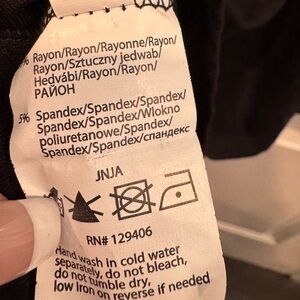 % Rayon/Rayon/Rayonne/Rayon/
Rayon/Sztuczny jedwab/
Hedvábí/Rayon/Rayon/
РАЙОН
5% Spandex/Spandex/Spandex/
Spandex/Spandex/Wlokno
poliuretanowe/Spandex/
Spandex/Spandex/спандекс
JNJA
RN# 129406
Hand wash in cold water
separately, do not bleach,
do not tumble dry,
low iron on reverse if needed